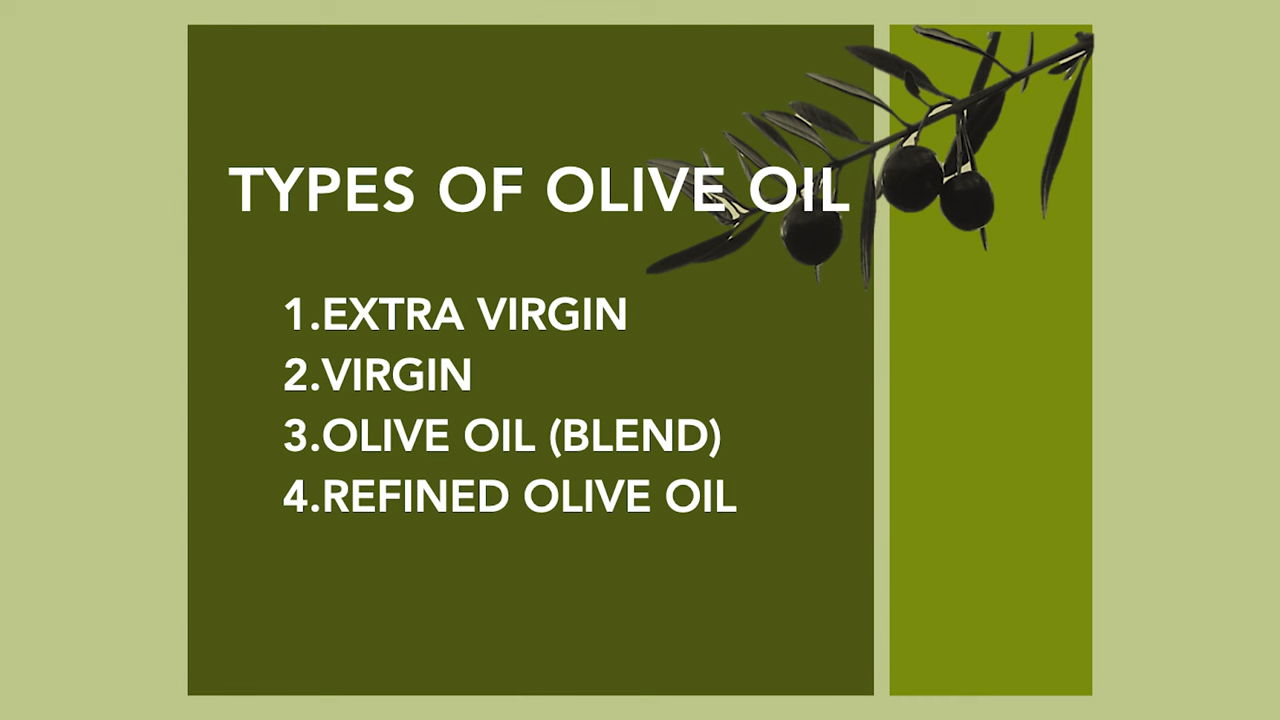 TYPES OF OLIVE OIL
1.EXTRA VIRGIN
2.VIRGIN
3.OLIVE OIL (BLEND)
4.REFINED OLIVE OIL